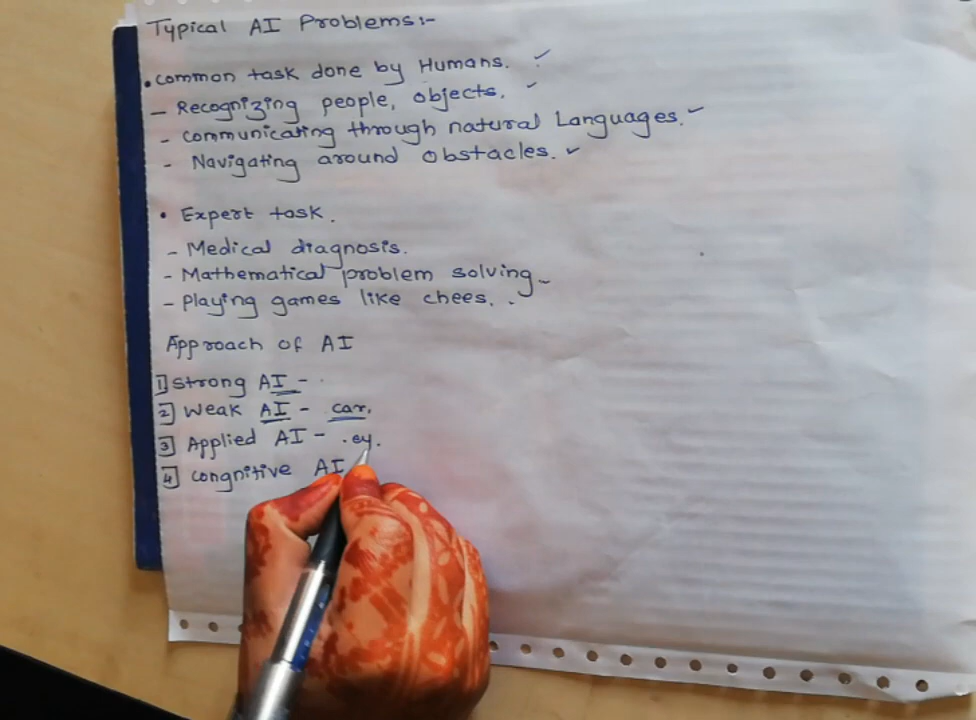 Typical AI Problems:-
• common task done by Humans.
- Recognizing people, objects.
- communicating through natural Languages.
- Navigating around obstacles.
• Expert task.
- Medical diagnosis.
- Mathematical problem solving
- Playing games like chees.
Approach of AI
1] strong AI -
2] Weak AI - car.
3] Applied AI - . ey.
4] congnitive AI